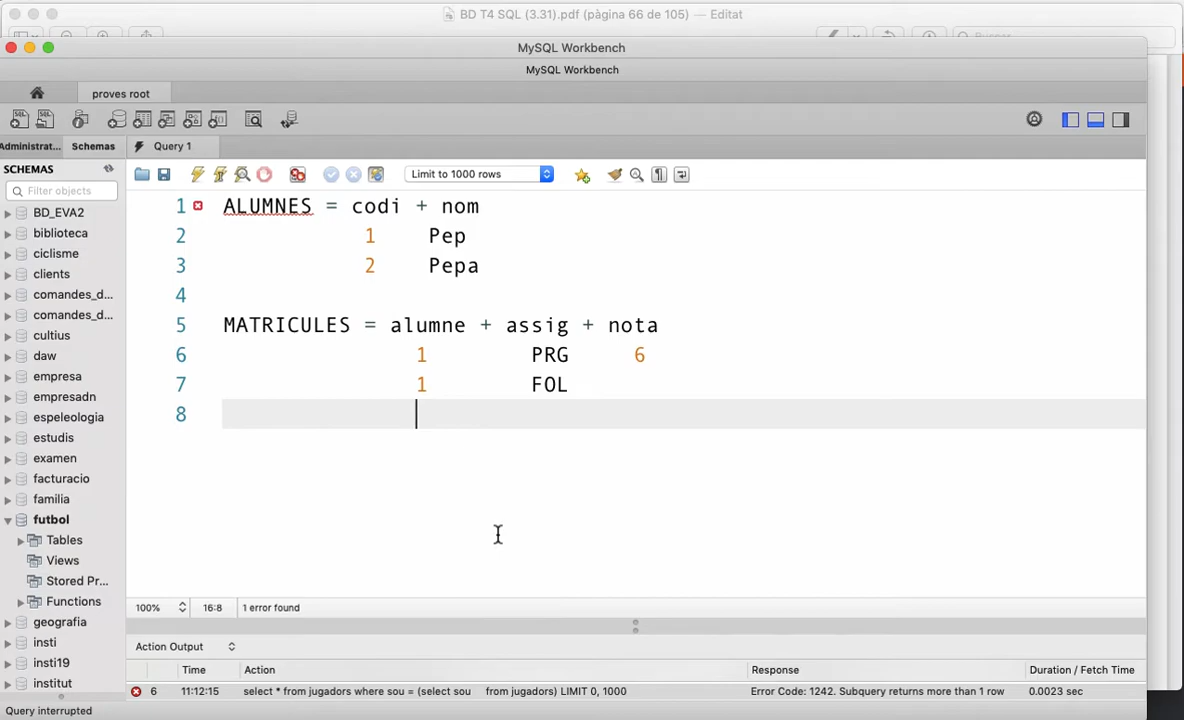 BD T4 SQL (3.31).pdf (pàgina 66 de 105) — Editat
MySQL Workbench
MySQL Workbench
proves root
Administrat... Schemas Query 1
SCHEMAS
Limit to 1000 rows
Filter objects
BD_EVA2
biblioteca
ciclisme
clients
comandes_d...
comandes_d...
cultius
daw
empresa
empresadn
espeleologia
estudis
examen
facturacio
familia
futbol
Tables
Views
Stored Pr...
Functions
geografia
insti
insti19
institut
1 ALUMNES = codi + nom
2 1 Pep
3 2 Pepa
4
5 MATRICULES = alumne + assig + nota
6 1 PRG 6
7 1 FOL
8
100% 16:8 1 error found
Action Output
Time Action Response Duration / Fetch Time
6 11:12:15 select * from jugadors where sou = (select sou from jugadors) LIMIT 0, 1000 Error Code: 1242. Subquery returns more than 1 row 0.0023 sec
Query interrupted